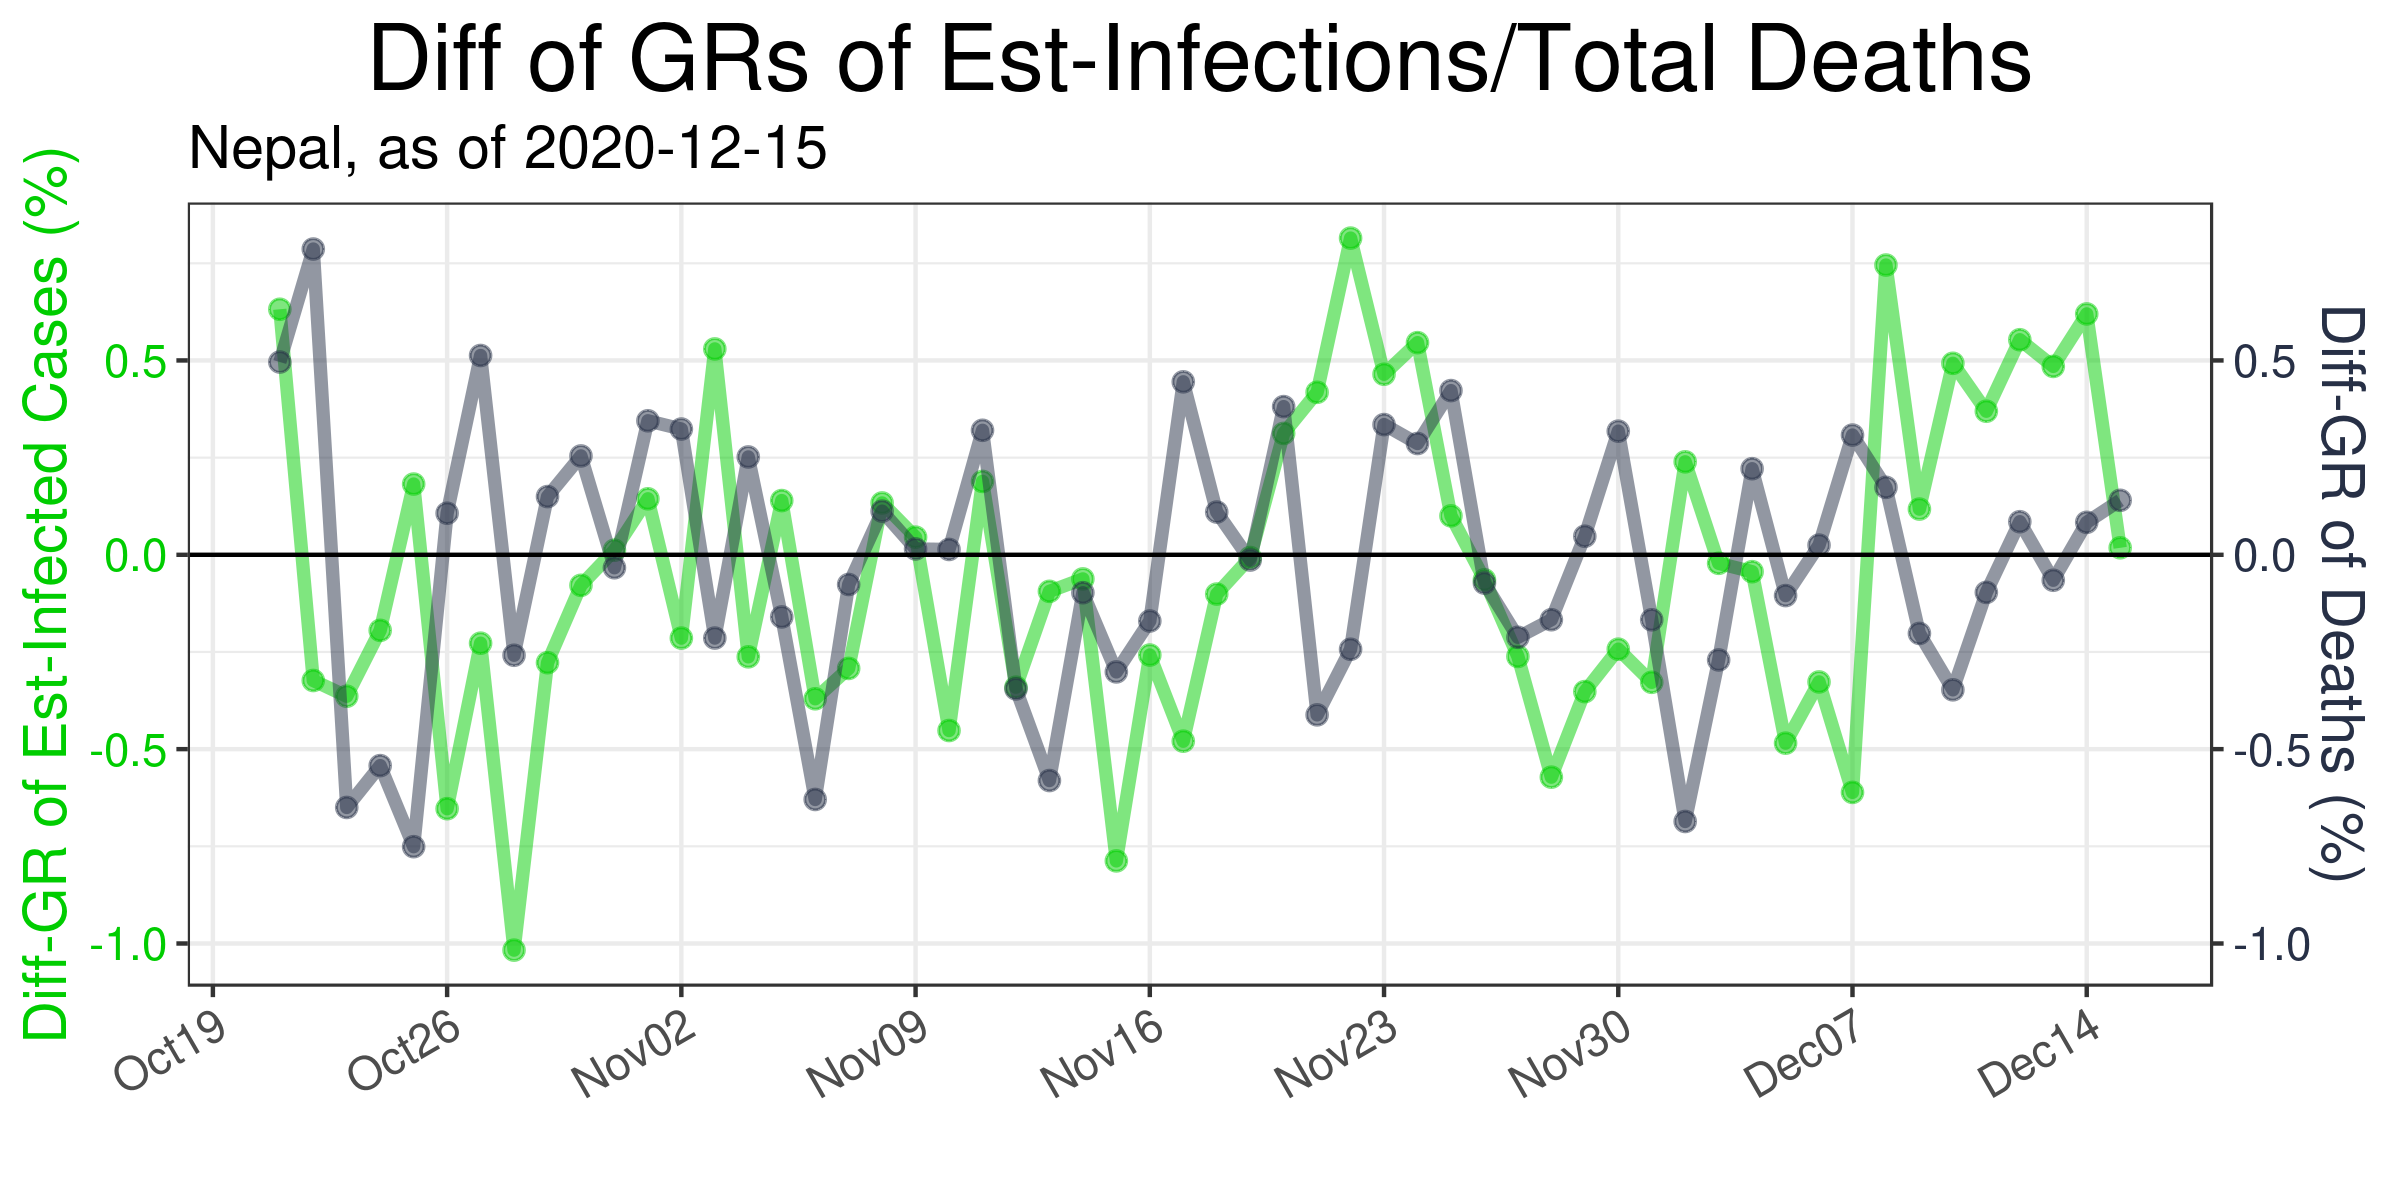 Diff of GRs of Est-Infections/Total Deaths
Nepal, as of 2020-12-15
Diff-GR of Est-Infected Cases (%)
0.5
0.0
-0.5
-1.0
0.5
0.0
-0.5
-1.0
Diff-GR of Deaths (%)
Oct19
Oct26
Nov02
Nov09
Nov16
Nov23
Nov30
Dec07
Dec14